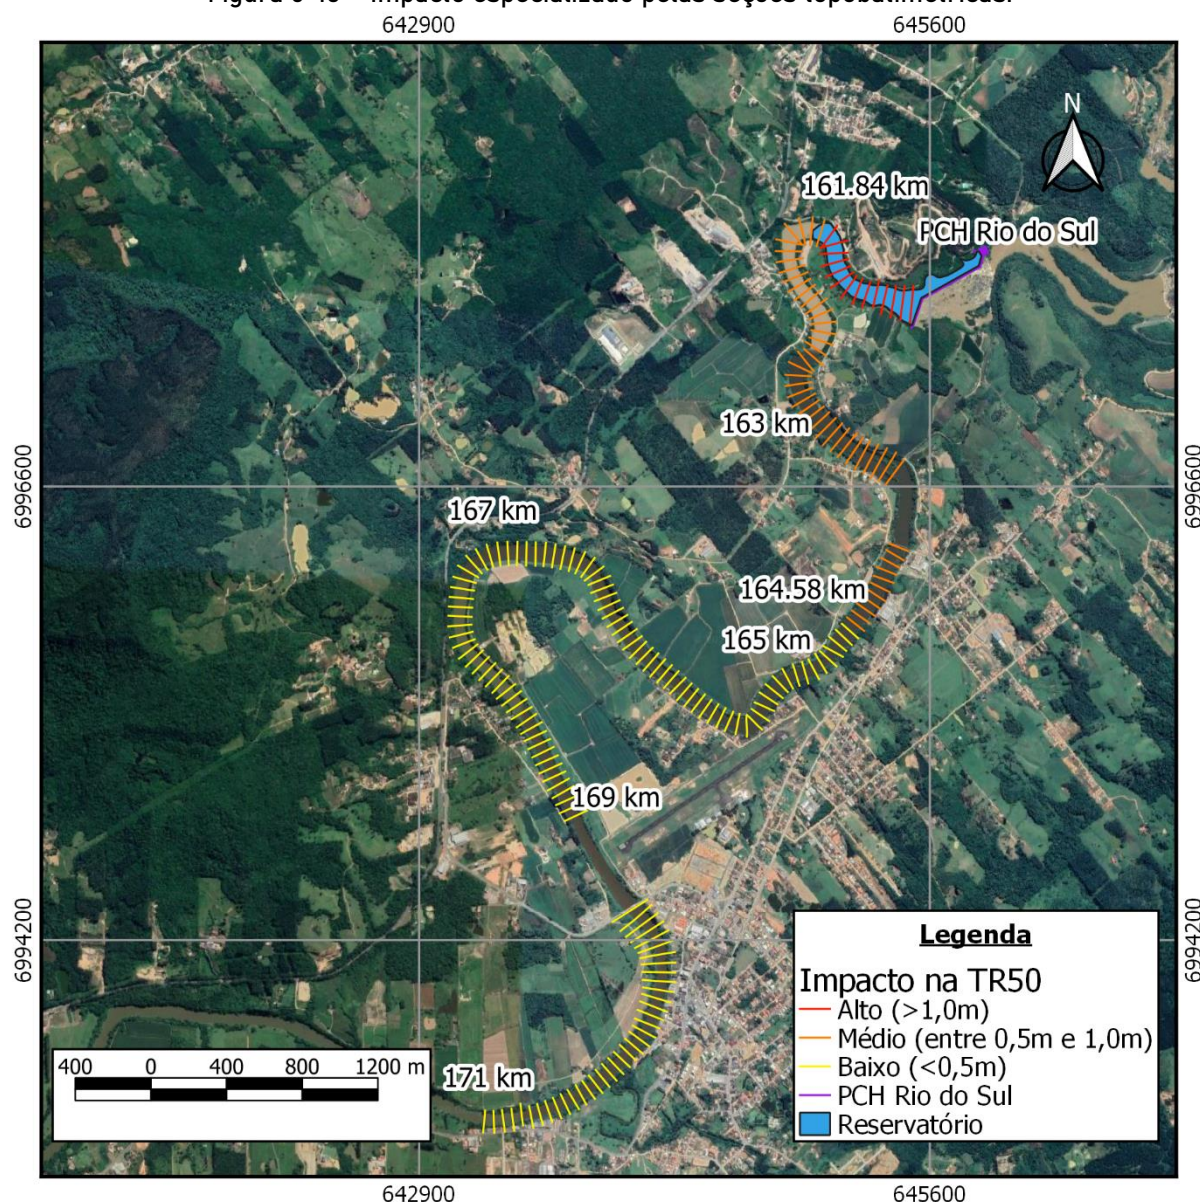 642900
645600
N
161.84 km
PCH Rio do Sul
163 km
6996600
6996600
167 km
164.58 km
165 km
169 km
6994200
6994200
Legenda
Impacto na TR50
Alto (>1,0m)
Médio (entre 0,5m e 1,0m)
Baixo (<0,5m)
PCH Rio do Sul
Reservatório
400 0 400 800 1200 m
171 km
642900
645600